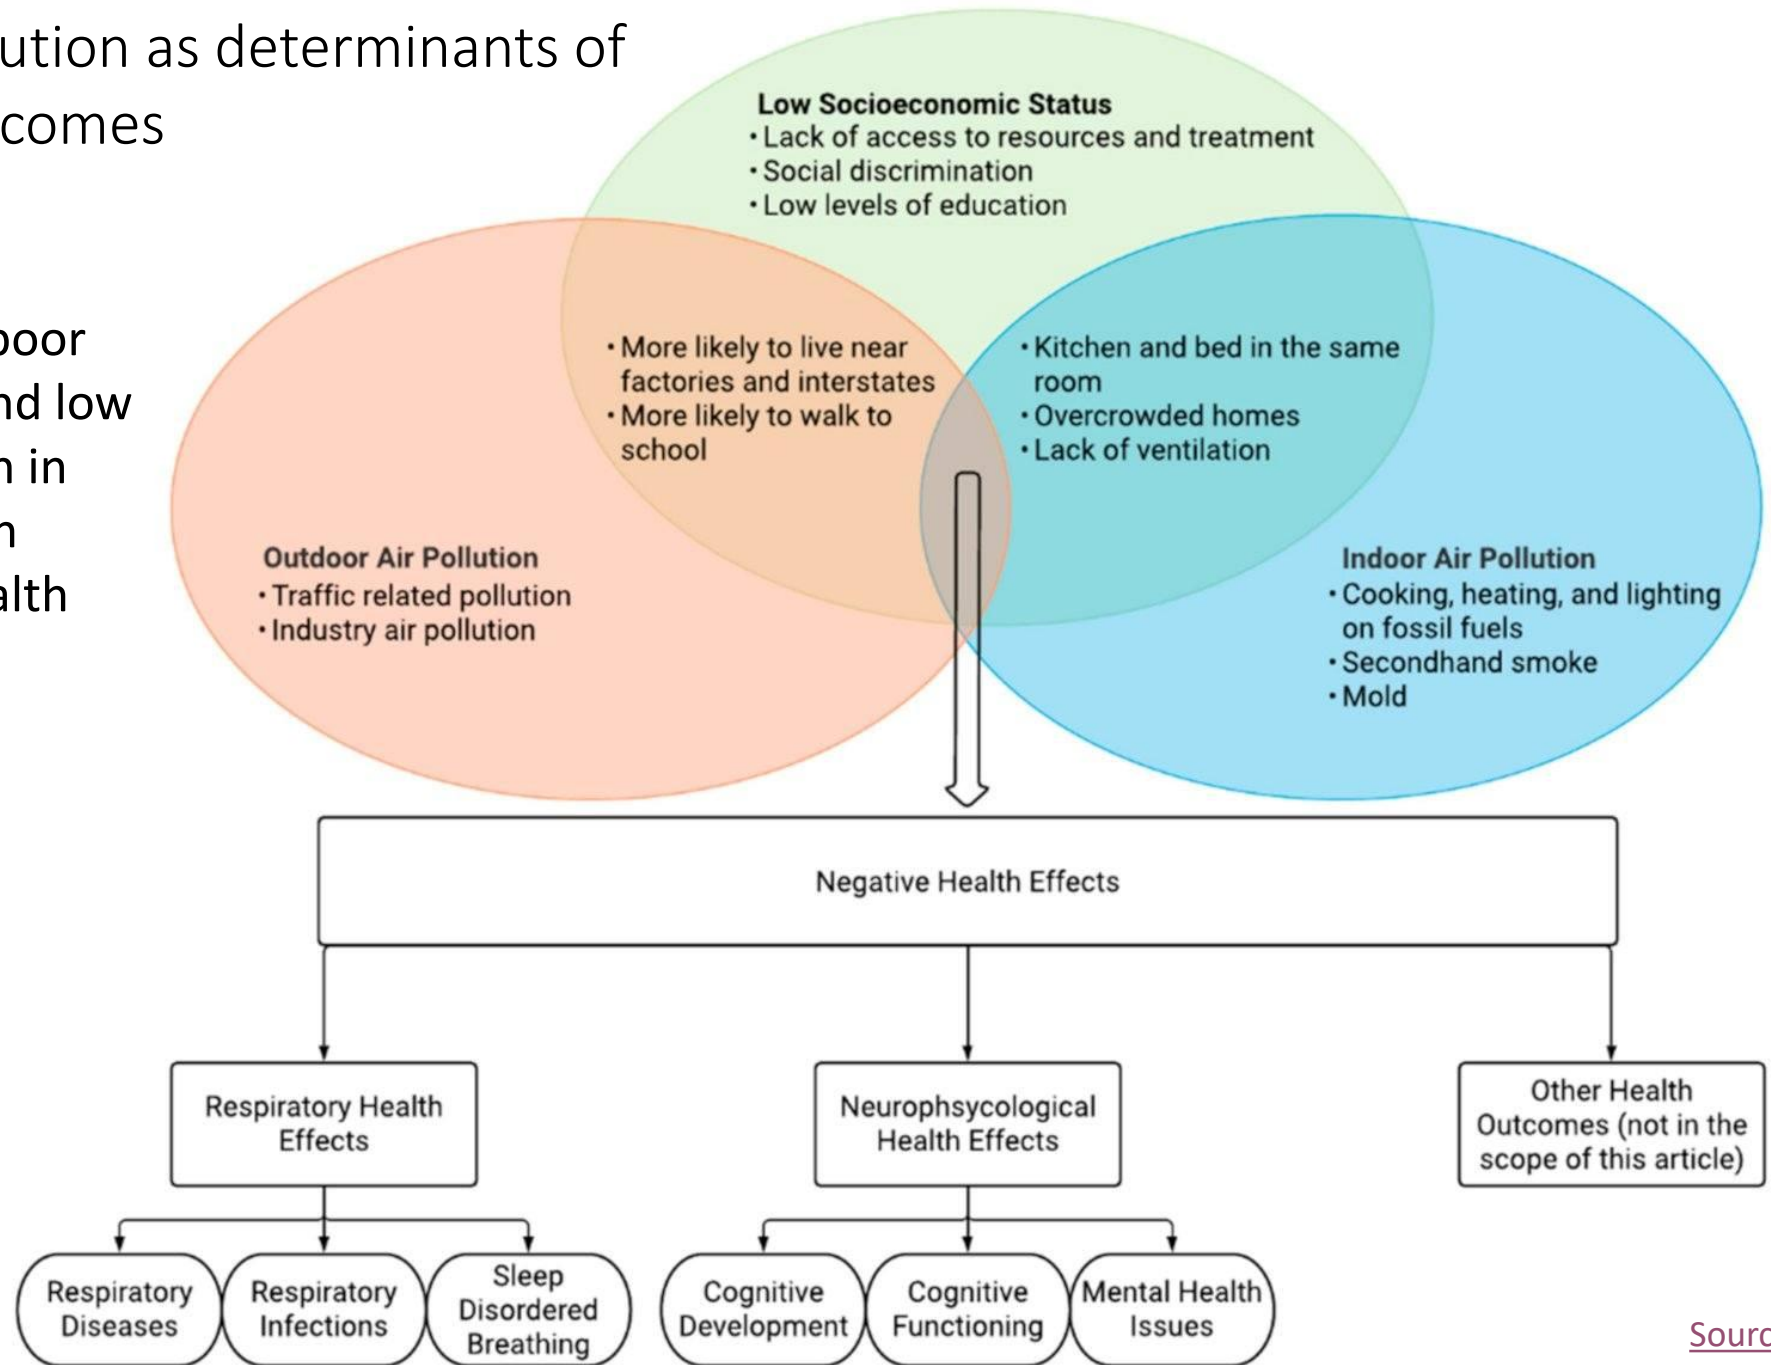 ution as determinants of
comes
poor
nd low
n in
n
alth
Low Socioeconomic Status
• Lack of access to resources and treatment
• Social discrimination
• Low levels of education
• More likely to live near
factories and interstates
• More likely to walk to
school
• Kitchen and bed in the same
room
• Overcrowded homes
• Lack of ventilation
Outdoor Air Pollution
• Traffic related pollution
• Industry air pollution
Indoor Air Pollution
• Cooking, heating, and lighting
on fossil fuels
• Secondhand smoke
• Mold
Negative Health Effects
Respiratory Health
Effects
Neurophsycological
Health Effects
Other Health
Outcomes (not in the
scope of this article)
Respiratory
Diseases
Respiratory
Infections
Sleep
Disordered
Breathing
Cognitive
Development
Cognitive
Functioning
Mental Health
Issues
Sourc